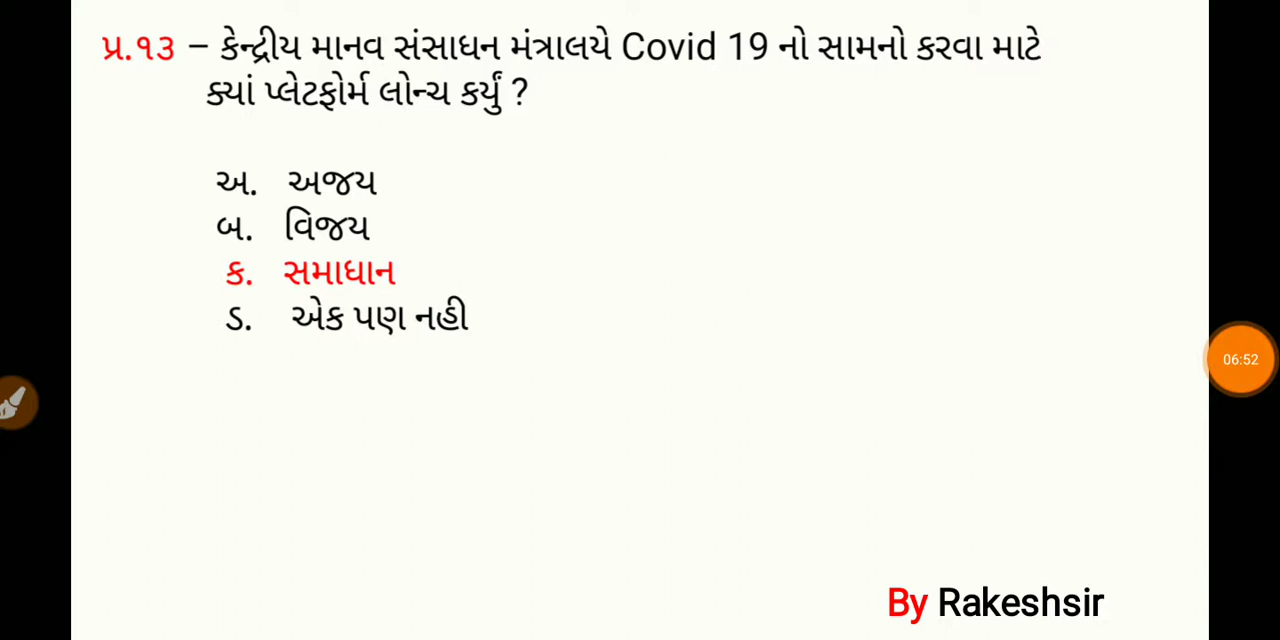 પ્ર.૧૩ – કેન્દ્રીય માનવ સંસાધન મંત્રાલયે Covid 19 નો સામનો કરવા માટે
ક્યાં પ્લેટફોર્મ લોન્ચ કર્યું ?
અ. અજય
બ. વિજય
ક. સમાધાન
ડ. એક પણ નહી
06:52
By Rakeshsir